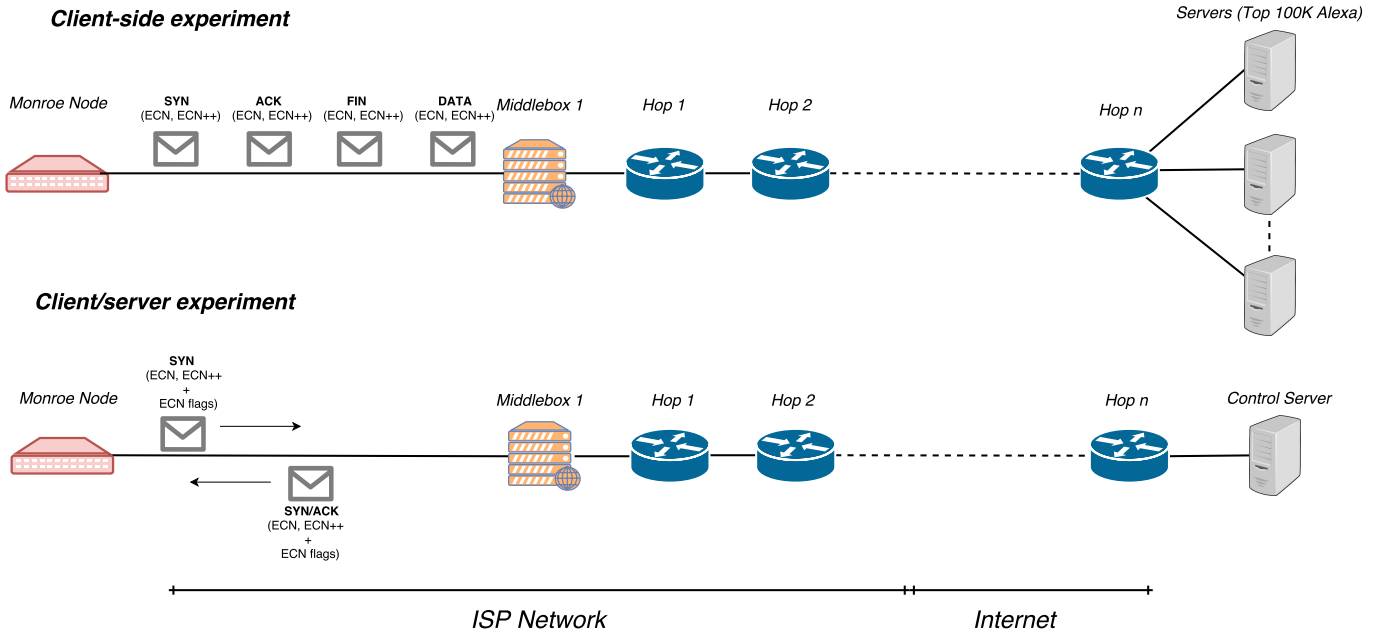 Client-side experiment
Servers (Top 100K Alexa)
Monroe Node
SYN
(ECN, ECN++)
ACK
(ECN, ECN++)
FIN
(ECN, ECN++)
DATA
(ECN, ECN++)
Middlebox 1
Hop 1
Hop 2
Hop n
Client/server experiment
Monroe Node
SYN
(ECN, ECN++
+
ECN flags)
Middlebox 1
Hop 1
Hop 2
Hop n
Control Server
SYN/ACK
(ECN, ECN++
+
ECN flags)
ISP Network
Internet